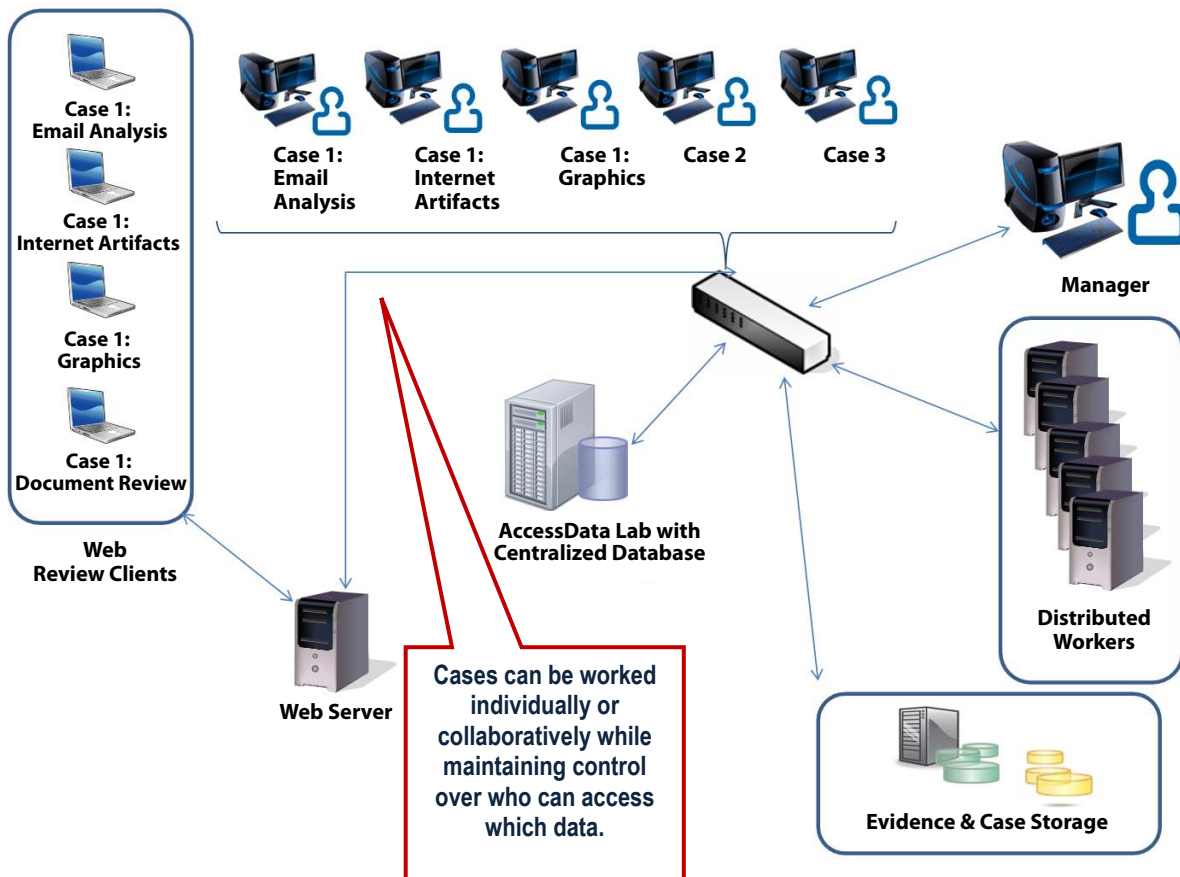 Case 1:
Email Analysis
Case 1:
Internet Artifacts
Case 1:
Graphics
Case 1:
Document Review
Web
Review Clients
Case 1:
Email
Analysis
Case 1:
Internet
Artifacts
Case 1:
Graphics
Case 2
Case 3
Manager
AccessData Lab with
Centralized Database
Distributed
Workers
Web Server
Cases can be worked
individually or
collaboratively while
maintaining control
over who can access
which data.
Evidence & Case Storage